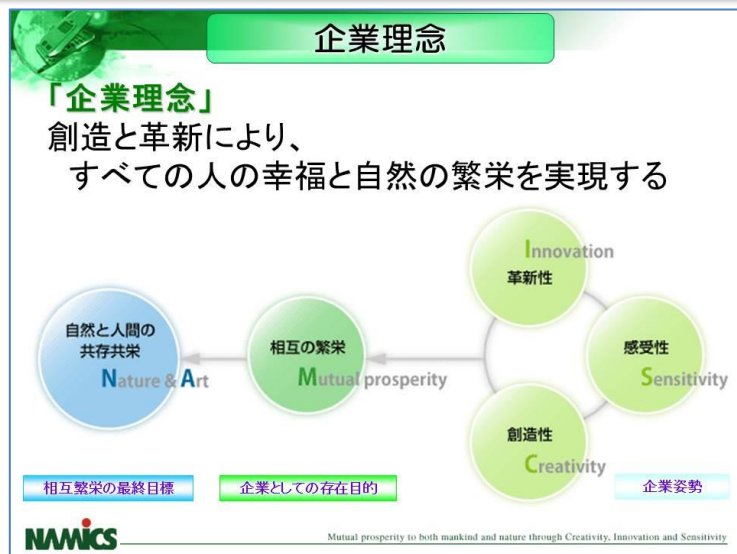 企業理念
「企業理念」
創造と革新により、
すべての人の幸福と自然の繁栄を実現する
Innovation
革新性
自然と人間の
共存共栄
Nature & Art
相互の繁栄
Mutual prosperity
感受性
Sensitivity
創造性
Creativity
相互繁栄の最終目標
企業としての存在目的
企業姿勢
NAMICS
Mutual prosperity to both mankind and nature through Creativity, Innovation and Sensitivity